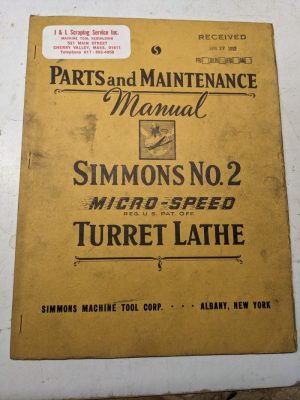 I & L Scraping Service Inc.
MACHINE TOOL REBUILDING
CHERRY VALLEY, MASS. 01611
RECEIVED
PARTS and MAINTENANCE
Manual
SIMMONS NO. 2
MICRO-SPEED
REG. U.S. PAT. OFF.
TURRET LATHE
SIMMONS MACHINE TOOL CORP. · · · ALBANY, NEW YORK